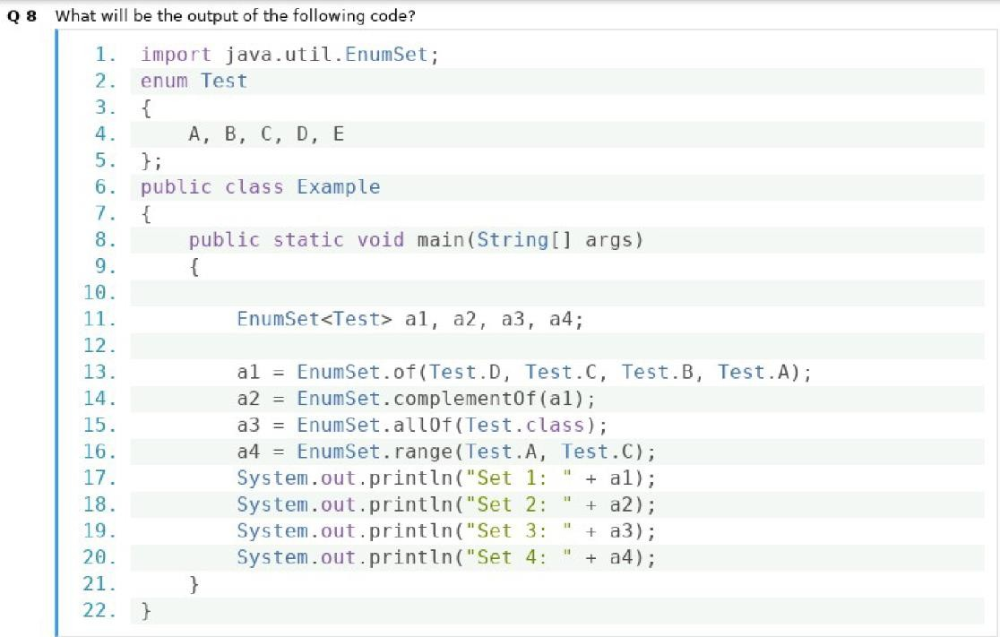 Q 8 What will be the output of the following code?
1. import java.util.EnumSet;
2. enum Test
3. {
4. A, B, C, D, E
5. };
6. public class Example
7. {
8. public static void main(String[] args)
9. {
10.
11. EnumSet<Test> a1, a2, a3, a4;
12.
13. a1 = EnumSet.of(Test.D, Test.C, Test.B, Test.A);
14. a2 = EnumSet.complementOf(a1);
15. a3 = EnumSet.allOf(Test.class);
16. a4 = EnumSet.range(Test.A, Test.C);
17. System.out.println("Set 1: " + a1);
18. System.out.println("Set 2: " + a2);
19. System.out.println("Set 3: " + a3);
20. System.out.println("Set 4: " + a4);
21. }
22. }